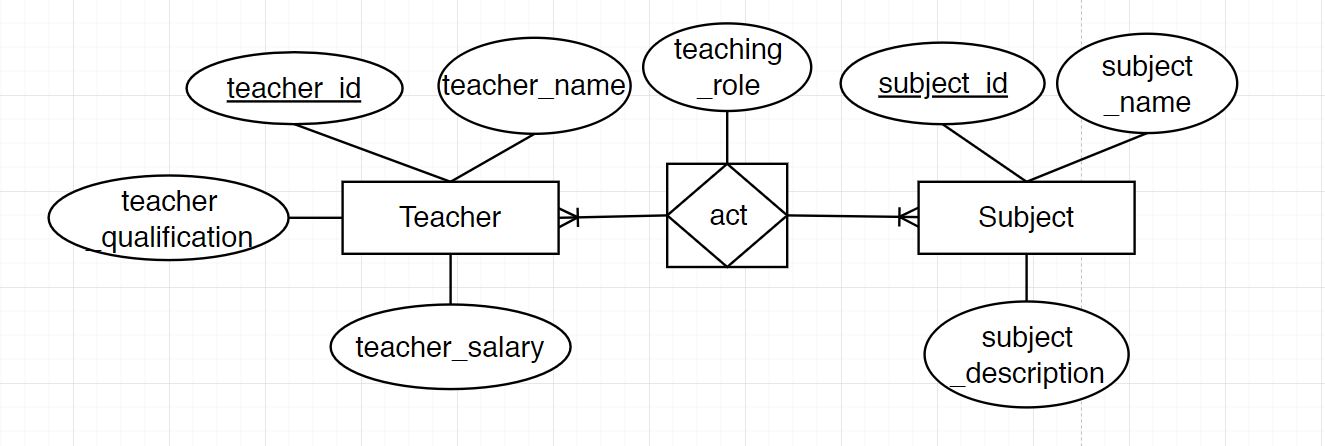 teacher_id
teacher_name
teaching
_role
subject_id
subject
_name
teacher
_qualification
Teacher
act
Subject
teacher_salary
subject
_description